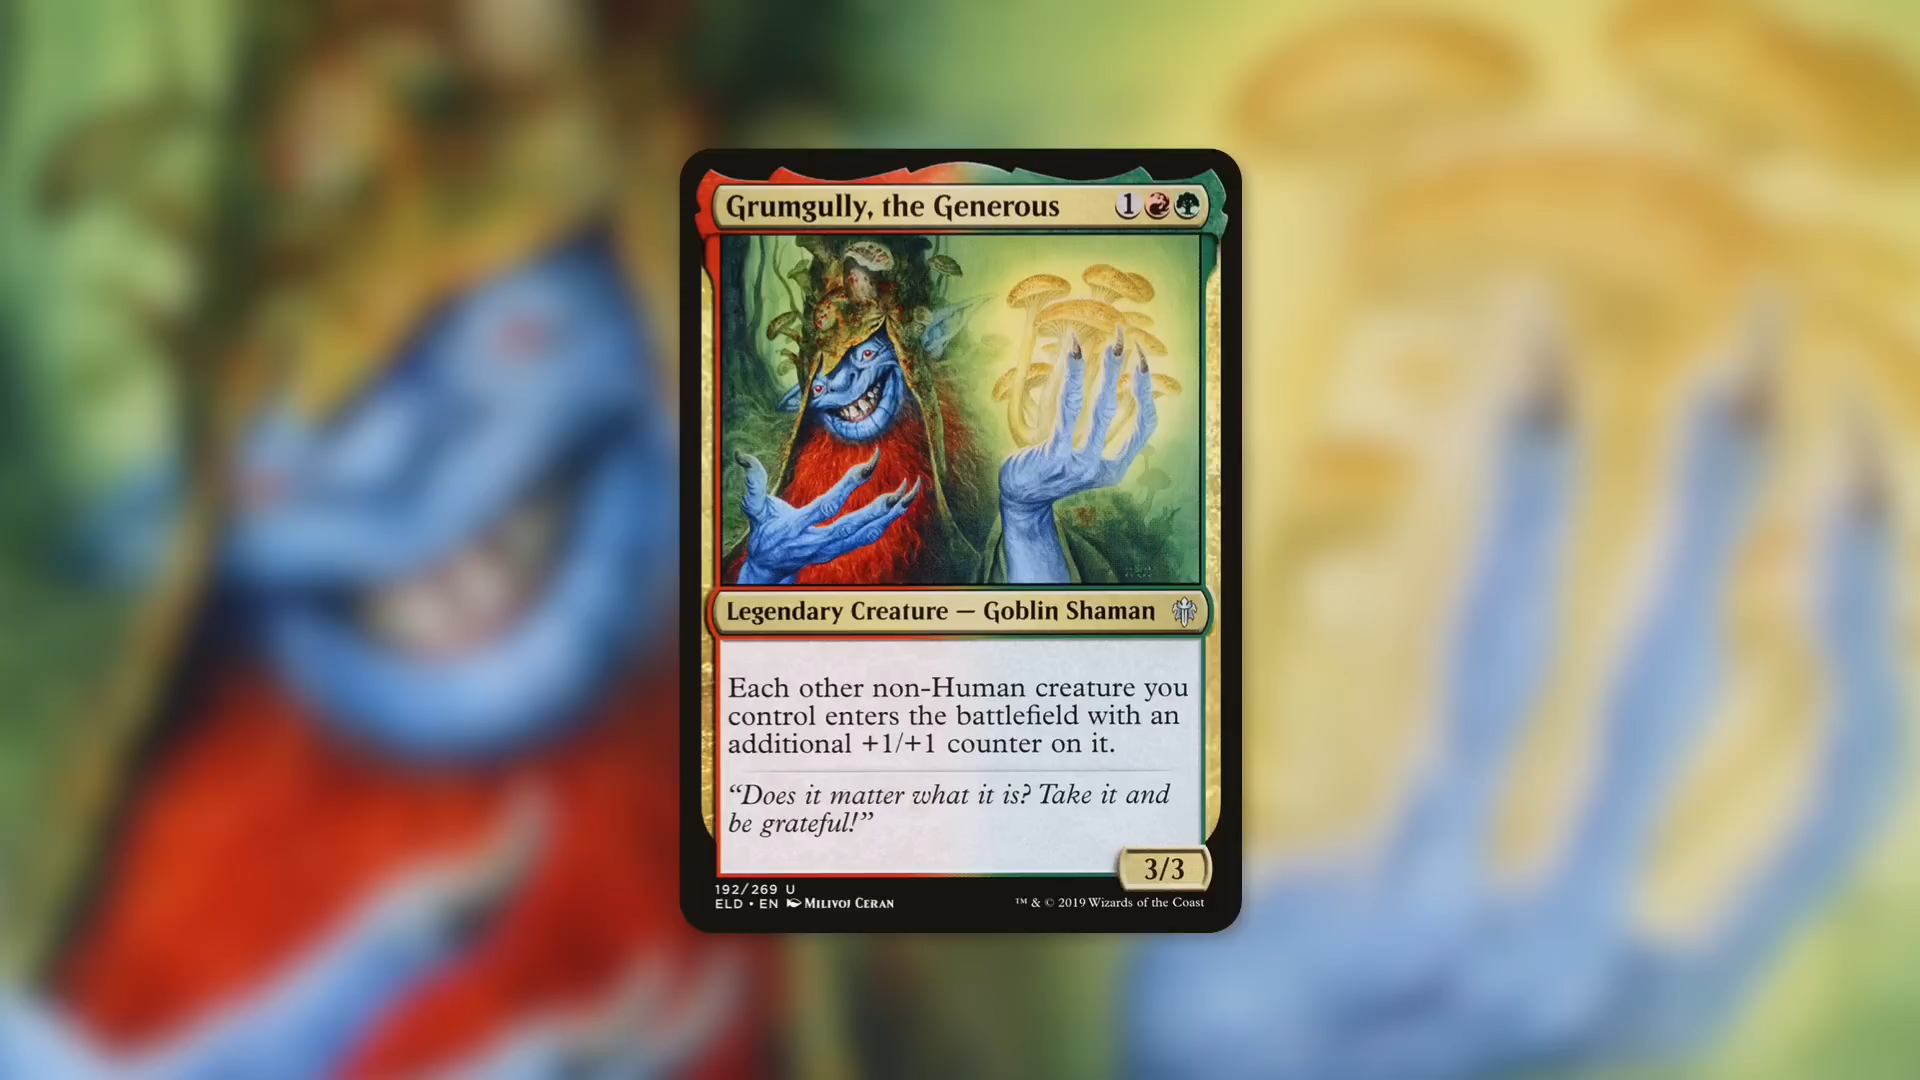 Grumgully, the Generous 1
Legendary Creature — Goblin Shaman
Each other non-Human creature you
control enters the battlefield with an
additional +1/+1 counter on it.
“Does it matter what it is? Take it and
be grateful!”
3/3
192/269 U
ELD • EN Milivoj Ceran
™ & © 2019 Wizards of the Coast